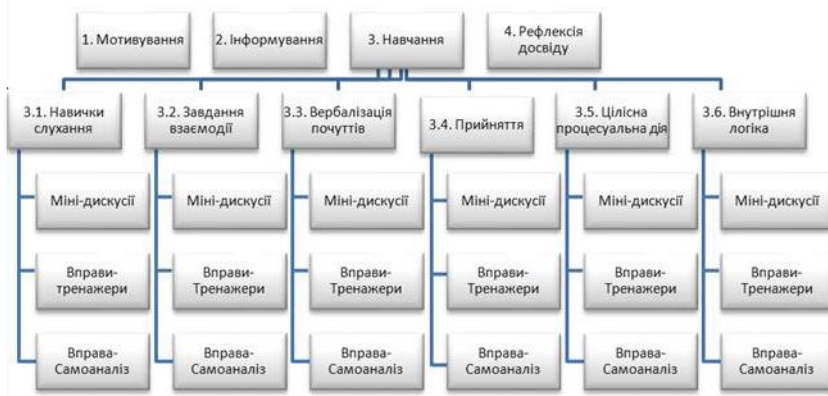 1. Мотивування
2. Інформування
3. Навчання
4. Рефлексія
досвіду
3.1. Навички
слухання
3.2. Завдання
взаємодії
3.3. Вербалізація
почуттів
3.4. Прийняття
3.5. Цілісна
процесуальна дія
3.6. Внутрішня
логіка
Міні-дискусії
Міні-дискусії
Міні-дискусії
Міні-дискусії
Міні-дискусії
Міні-дискусії
Вправи-
тренажери
Вправи-
Тренажери
Вправи-
Тренажери
Вправи-
Тренажери
Вправи-
Тренажери
Вправи-
Тренажери
Вправа-
Самоаналіз
Вправа-
Самоаналіз
Вправа-
Самоаналіз
Вправа-
Самоаналіз
Вправа-
Самоаналіз
Вправа-
Самоаналіз